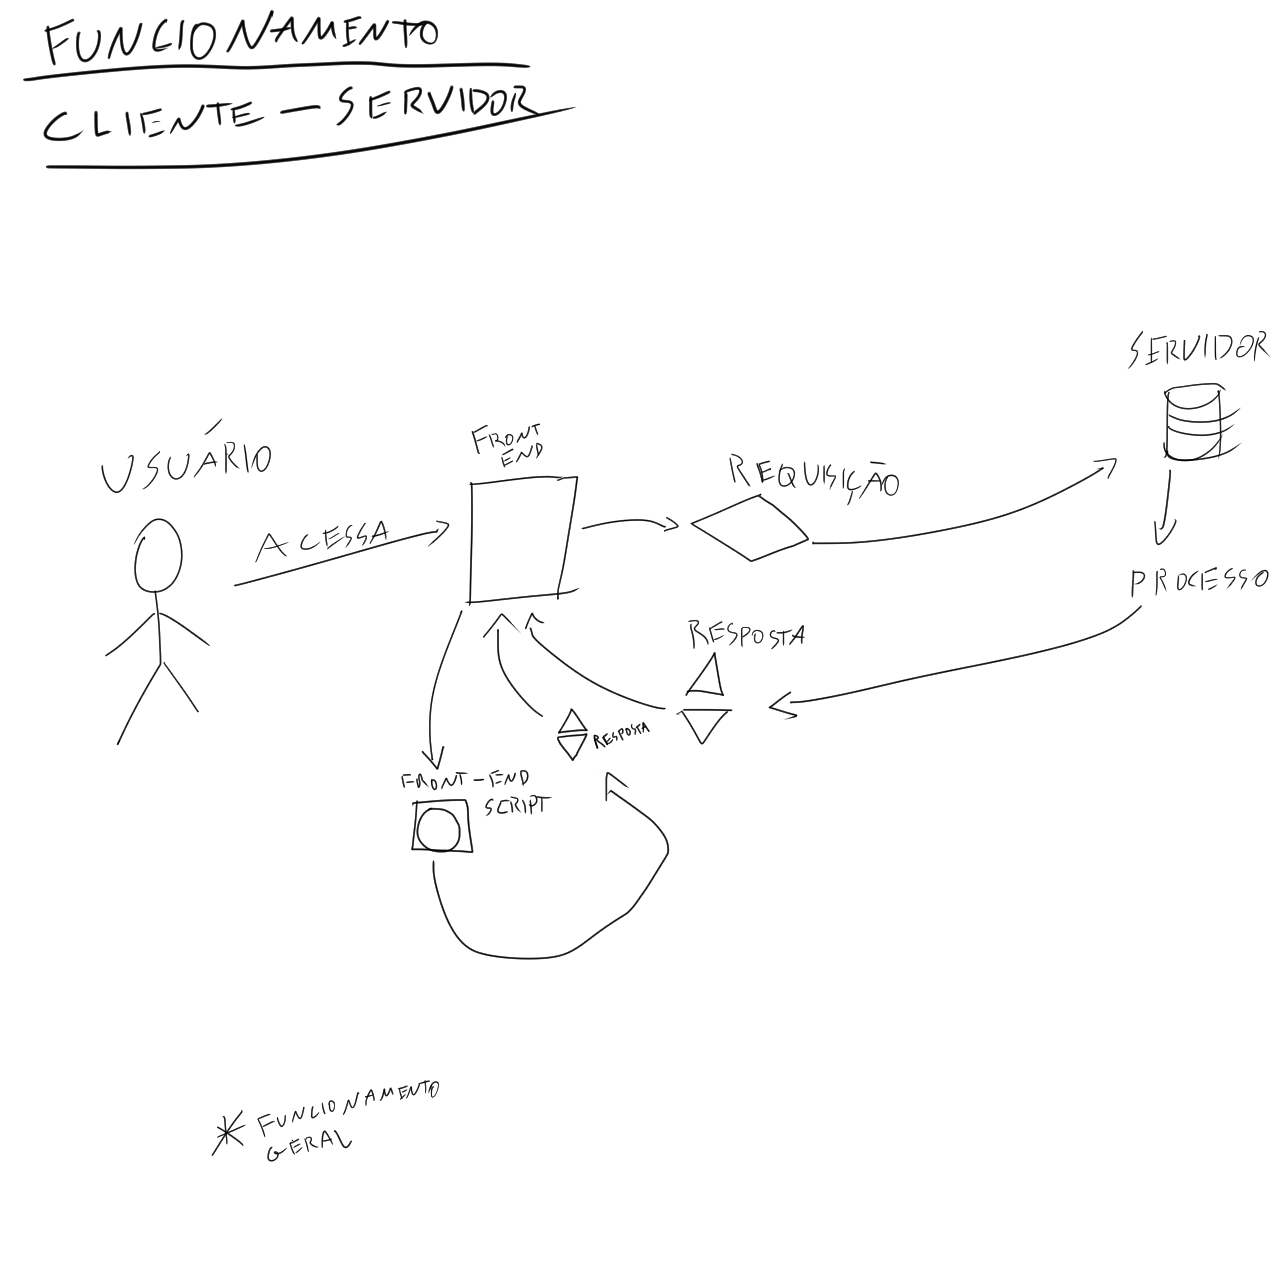 FUNCIONAMENTO
CLIENTE - SERVIDOR
SERVIDOR
USUÁRIO
FRONT
END
REQUISIÇÃO
ACESSA
PROCESSO
RESPOSTA
RESPOSTA
FRONT-END
SCRIPT
* FUNCIONAMENTO
GERAL